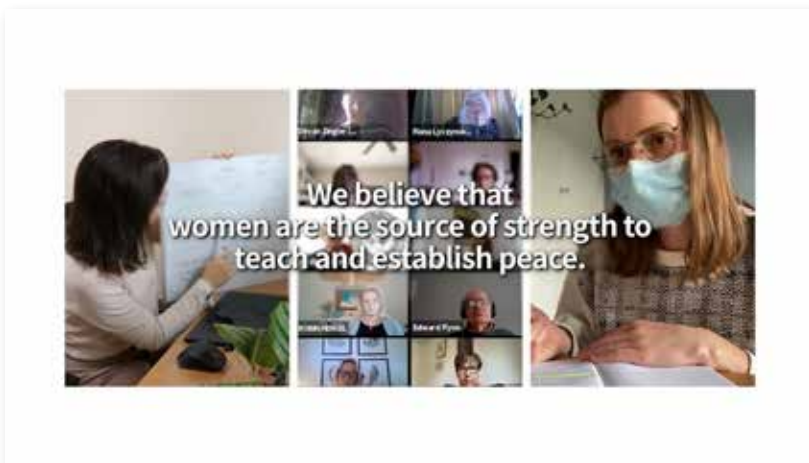 We believe that
women are the source of strength to
teach and establish peace.